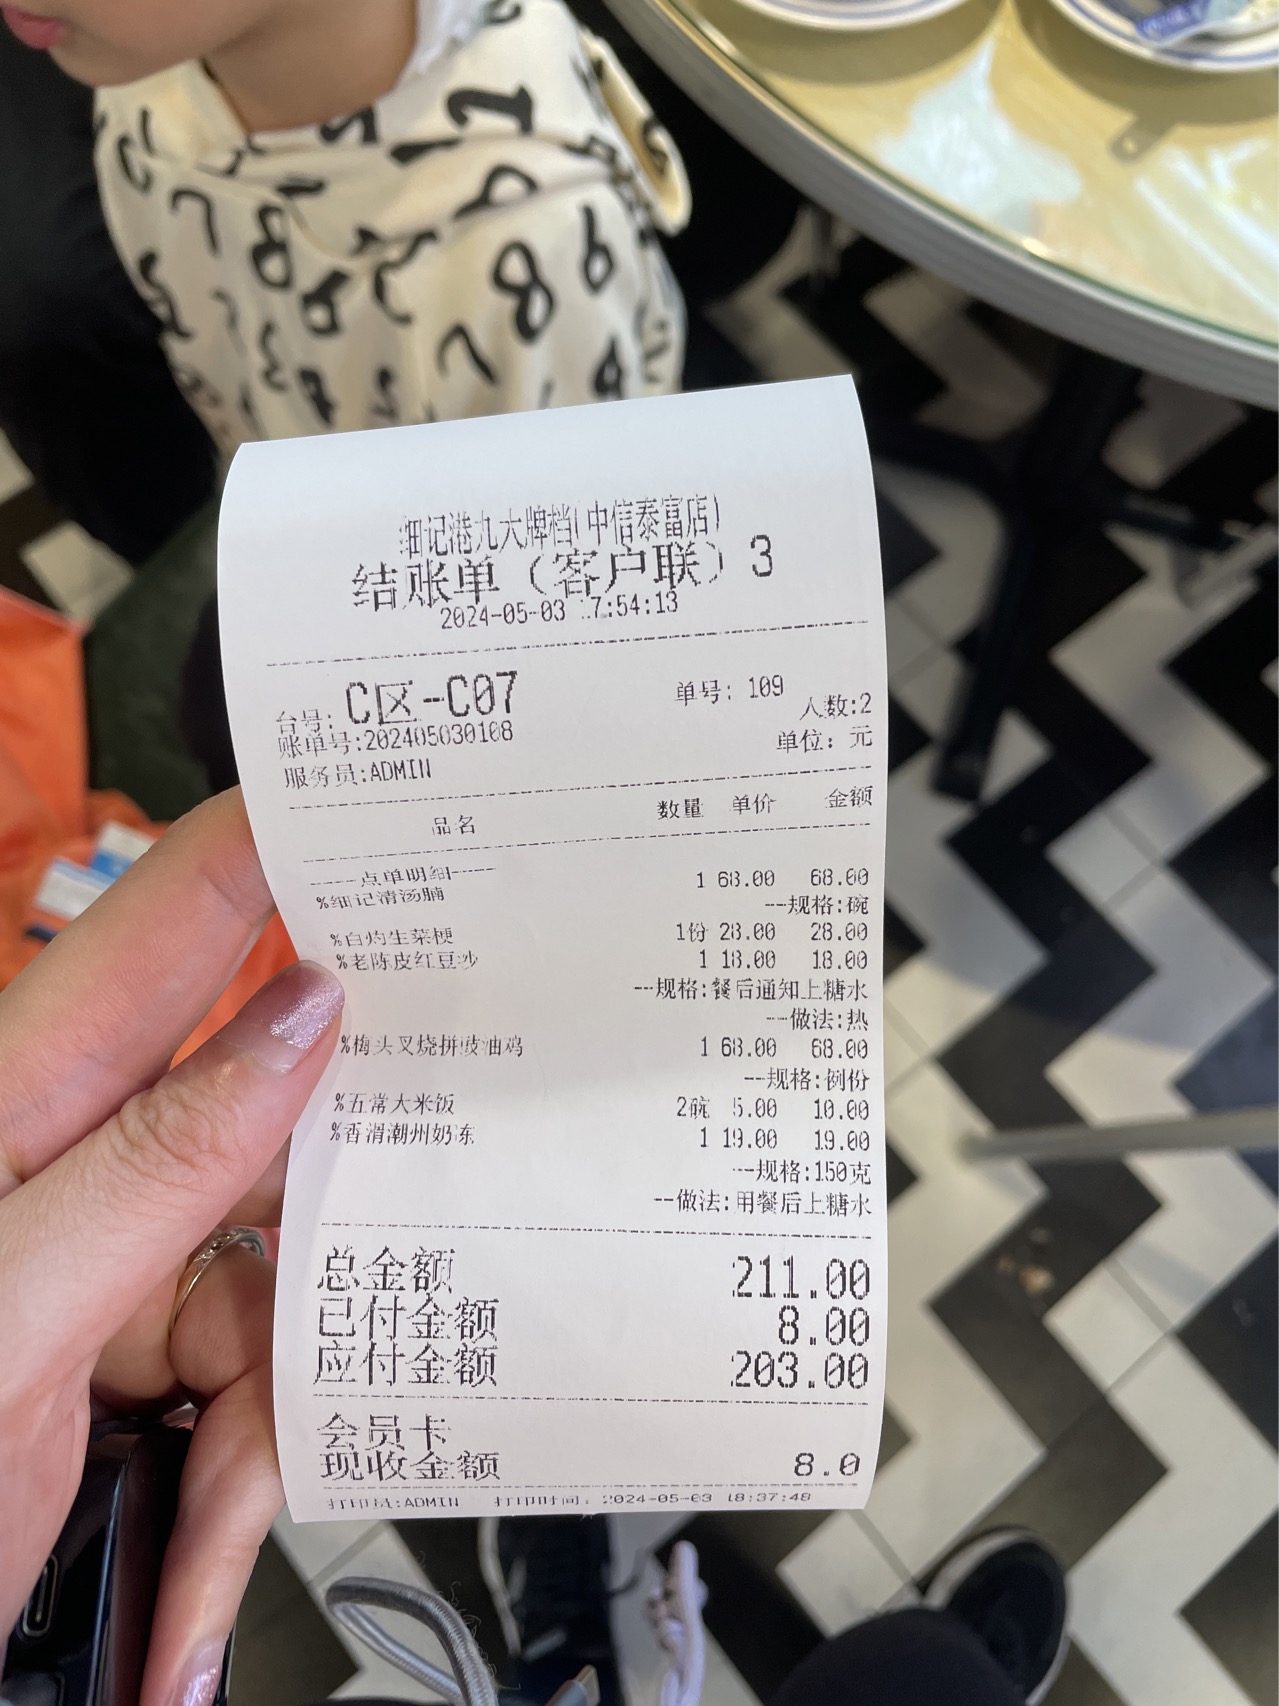 细记港九大牌档(中信泰富店)
结账单（客户联）3
2024-05-03 17:54:13
台号: C区-C07 单号: 109
账单号:202405030108 人数:2
服务员:ADMIN 单位: 元
品名 数量 单价 金额
-----点单明细-----
%细记清汤腩 1 68.00 68.00
---规格:碗
%白灼生菜梗 1份 28.00 28.00
%老陈皮红豆沙 1 18.00 18.00
---规格:餐后通知上糖水
---做法:热
%梅头叉烧拼豉油鸡 1 68.00 68.00
---规格:例份
%五常大米饭 2碗 5.00 10.00
%香滑潮州奶冻 1 19.00 19.00
---规格:150克
---做法:用餐后上糖水
总金额 211.00
已付金额 8.00
应付金额 203.00
会员卡
现收金额 8.0
打印员:ADMIN 打印时间: 2024-05-03 18:37:48